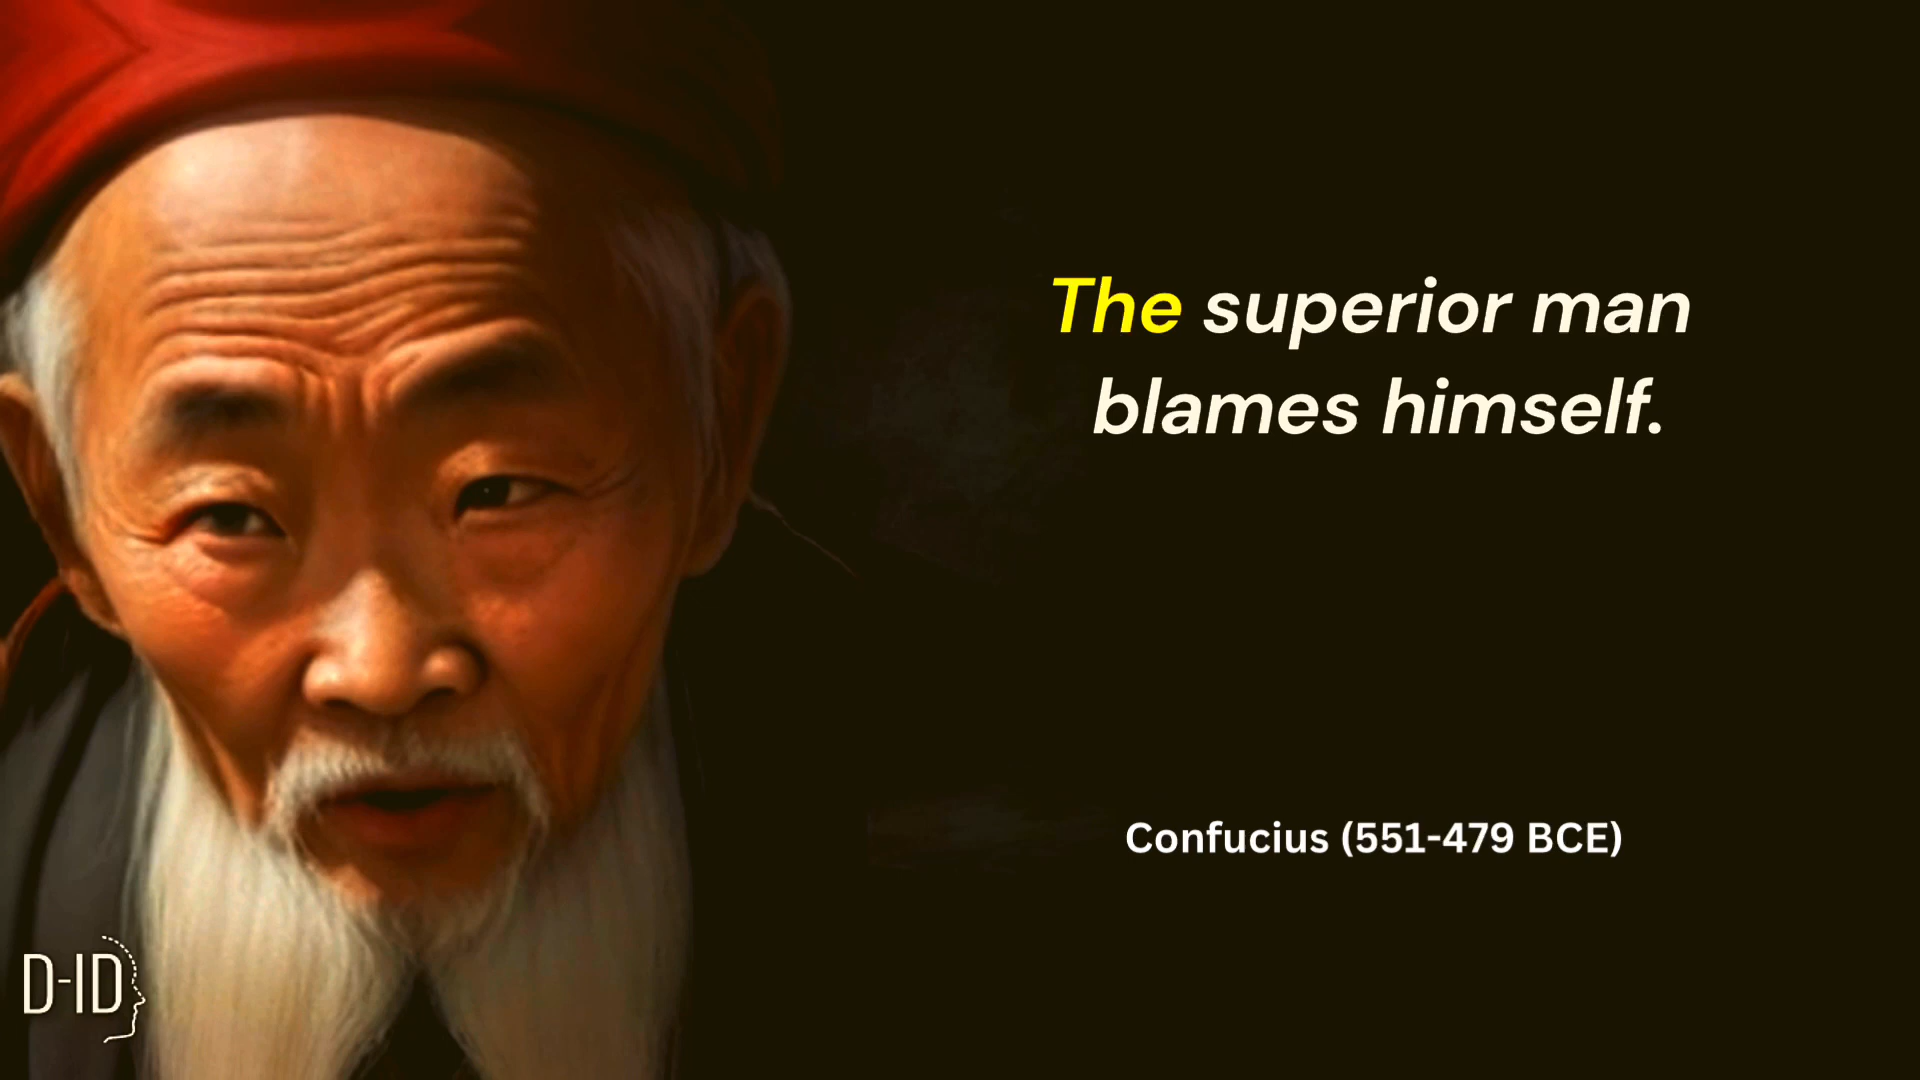 The superior man
blames himself.
Confucius (551-479 BCE)
D-ID